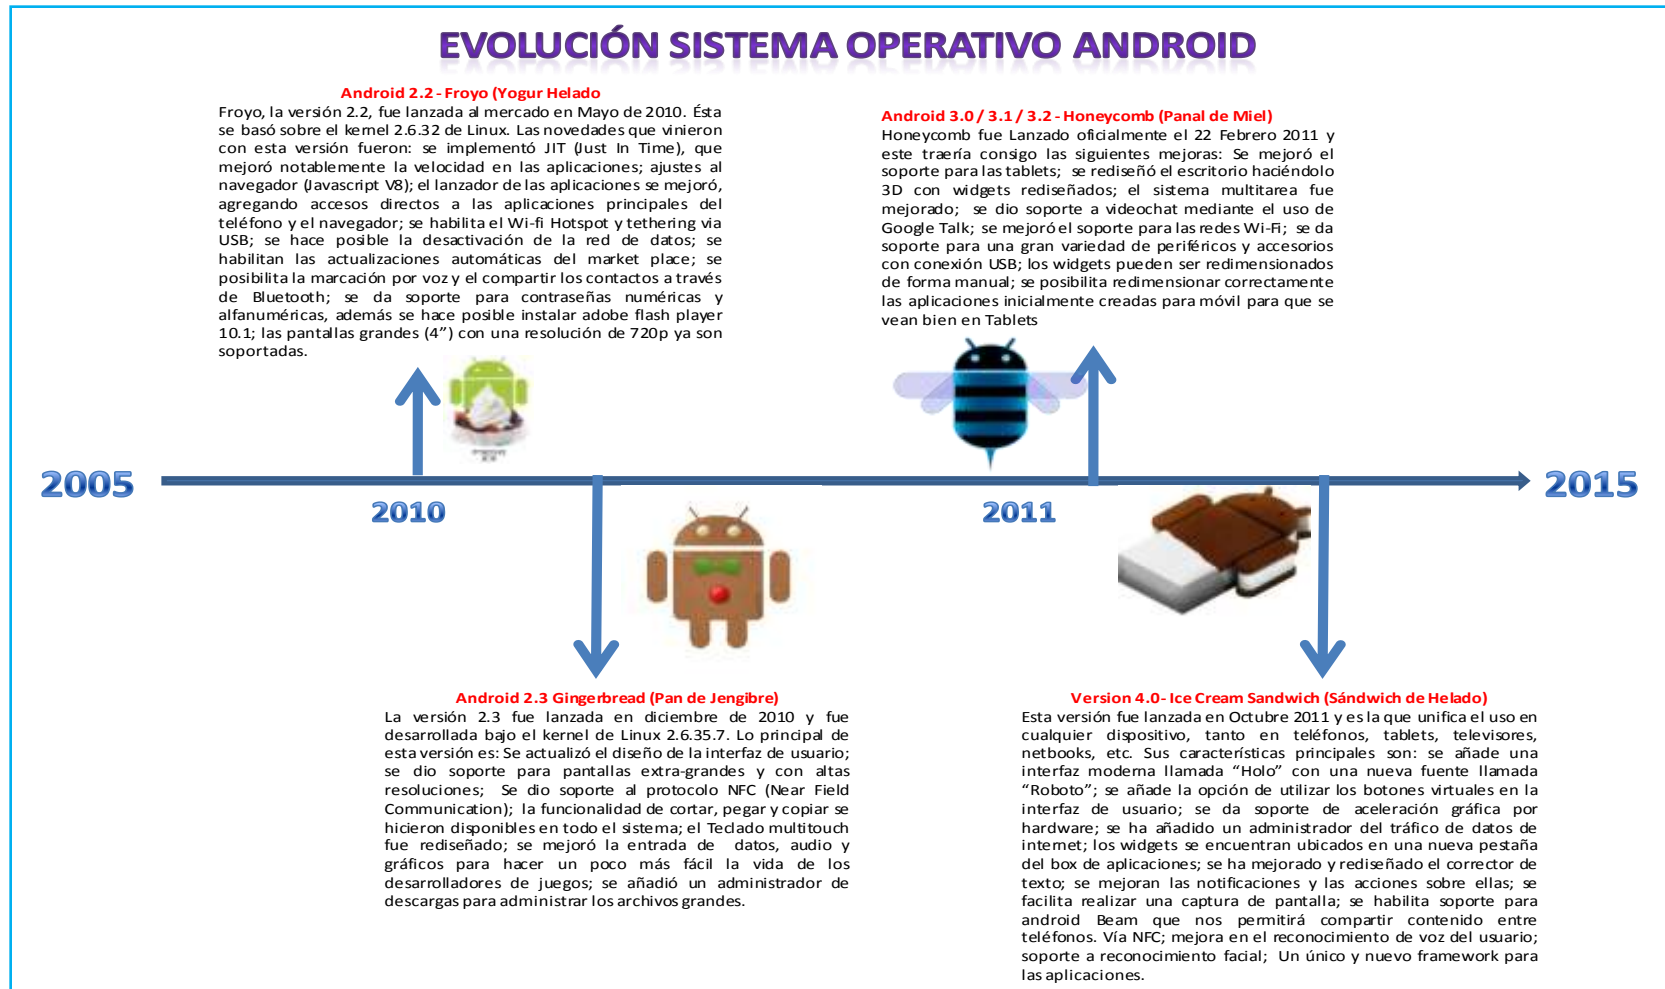 EVOLUCIÓN SISTEMA OPERATIVO ANDROID
Android 2.2 - Froyo (Yogur Helado
Froyo, la versión 2.2, fue lanzada al mercado en Mayo de 2010. Ésta
se basó sobre el kernel 2.6.32 de Linux. Las novedades que vinieron
con esta versión fueron: se implementó JIT (Just In Time), que
mejoró notablemente la velocidad en las aplicaciones; ajustes al
navegador (Javascript V8); el lanzador de las aplicaciones se mejoró,
agregando accesos directos a las aplicaciones principales del
teléfono y el navegador; se habilita el Wi-fi Hotspot y tethering via
USB; se hace posible la desactivación de la red de datos; se
habilitan las actualizaciones automáticas del market place; se
posibilita la marcación por voz y el compartir los contactos a través
de Bluetooth; se da soporte para contraseñas numéricas y
alfanuméricas, además se hace posible instalar adobe flash player
10.1; las pantallas grandes (4”) con una resolución de 720p ya son
soportadas.
Android 3.0 / 3.1 / 3.2 - Honeycomb (Panal de Miel)
Honeycomb fue Lanzado oficialmente el 22 Febrero 2011 y
este traería consigo las siguientes mejoras: Se mejoró el
soporte para las tablets; se rediseñó el escritorio haciéndolo
3D con widgets rediseñados; el sistema multitarea fue
mejorado; se dio soporte a videochat mediante el uso de
Google Talk; se mejoró el soporte para las redes Wi-Fi; se da
soporte para una gran variedad de periféricos y accesorios
con conexión USB; los widgets pueden ser redimensionados
de forma manual; se posibilita redimensionar correctamente
las aplicaciones inicialmente creadas para móvil para que se
vean bien en Tablets
2005
2010
2011
2015
Android 2.3 Gingerbread (Pan de Jengibre)
La versión 2.3 fue lanzada en diciembre de 2010 y fue
desarrollada bajo el kernel de Linux 2.6.35.7. Lo principal de
esta versión es: Se actualizó el diseño de la interfaz de usuario;
se dio soporte para pantallas extra-grandes y con altas
resoluciones; Se dio soporte al protocolo NFC (Near Field
Communication); la funcionalidad de cortar, pegar y copiar se
hicieron disponibles en todo el sistema; el Teclado multitouch
fue rediseñado; se mejoró la entrada de datos, audio y
gráficos para hacer un poco más fácil la vida de los
desarrolladores de juegos; se añadió un administrador de
descargas para administrar los archivos grandes.
Version 4.0- Ice Cream Sandwich (Sándwich de Helado)
Esta versión fue lanzada en Octubre 2011 y es la que unifica el uso en
cualquier dispositivo, tanto en teléfonos, tablets, televisores,
netbooks, etc. Sus características principales son: se añade una
interfaz moderna llamada “Holo” con una nueva fuente llamada
“Roboto”; se añade la opción de utilizar los botones virtuales en la
interfaz de usuario; se da soporte de aceleración gráfica por
hardware; se ha añadido un administrador del tráfico de datos de
internet; los widgets se encuentran ubicados en una nueva pestaña
del box de aplicaciones; se ha mejorado y rediseñado el corrector de
texto; se mejoran las notificaciones y las acciones sobre ellas; se
facilita realizar una captura de pantalla; se habilita soporte para
android Beam que nos permitirá compartir contenido entre
teléfonos. Vía NFC; mejora en el reconocimiento de voz del usuario;
soporte a reconocimiento facial; Un único y nuevo framework para
las aplicaciones.